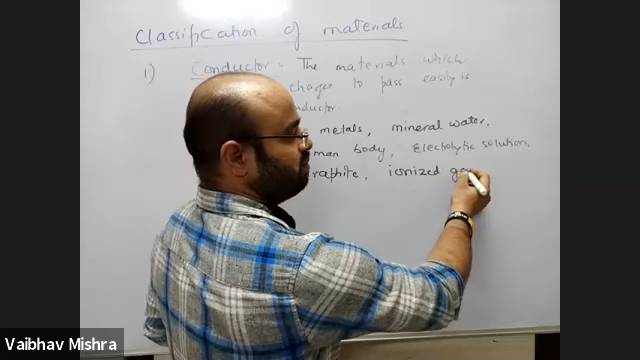 Classification of materials
1) Conductor : The materials which
charges to pass easily is
metals, mineral water,
body, Electrolytic solution,
ionized
Vaibhav Mishra